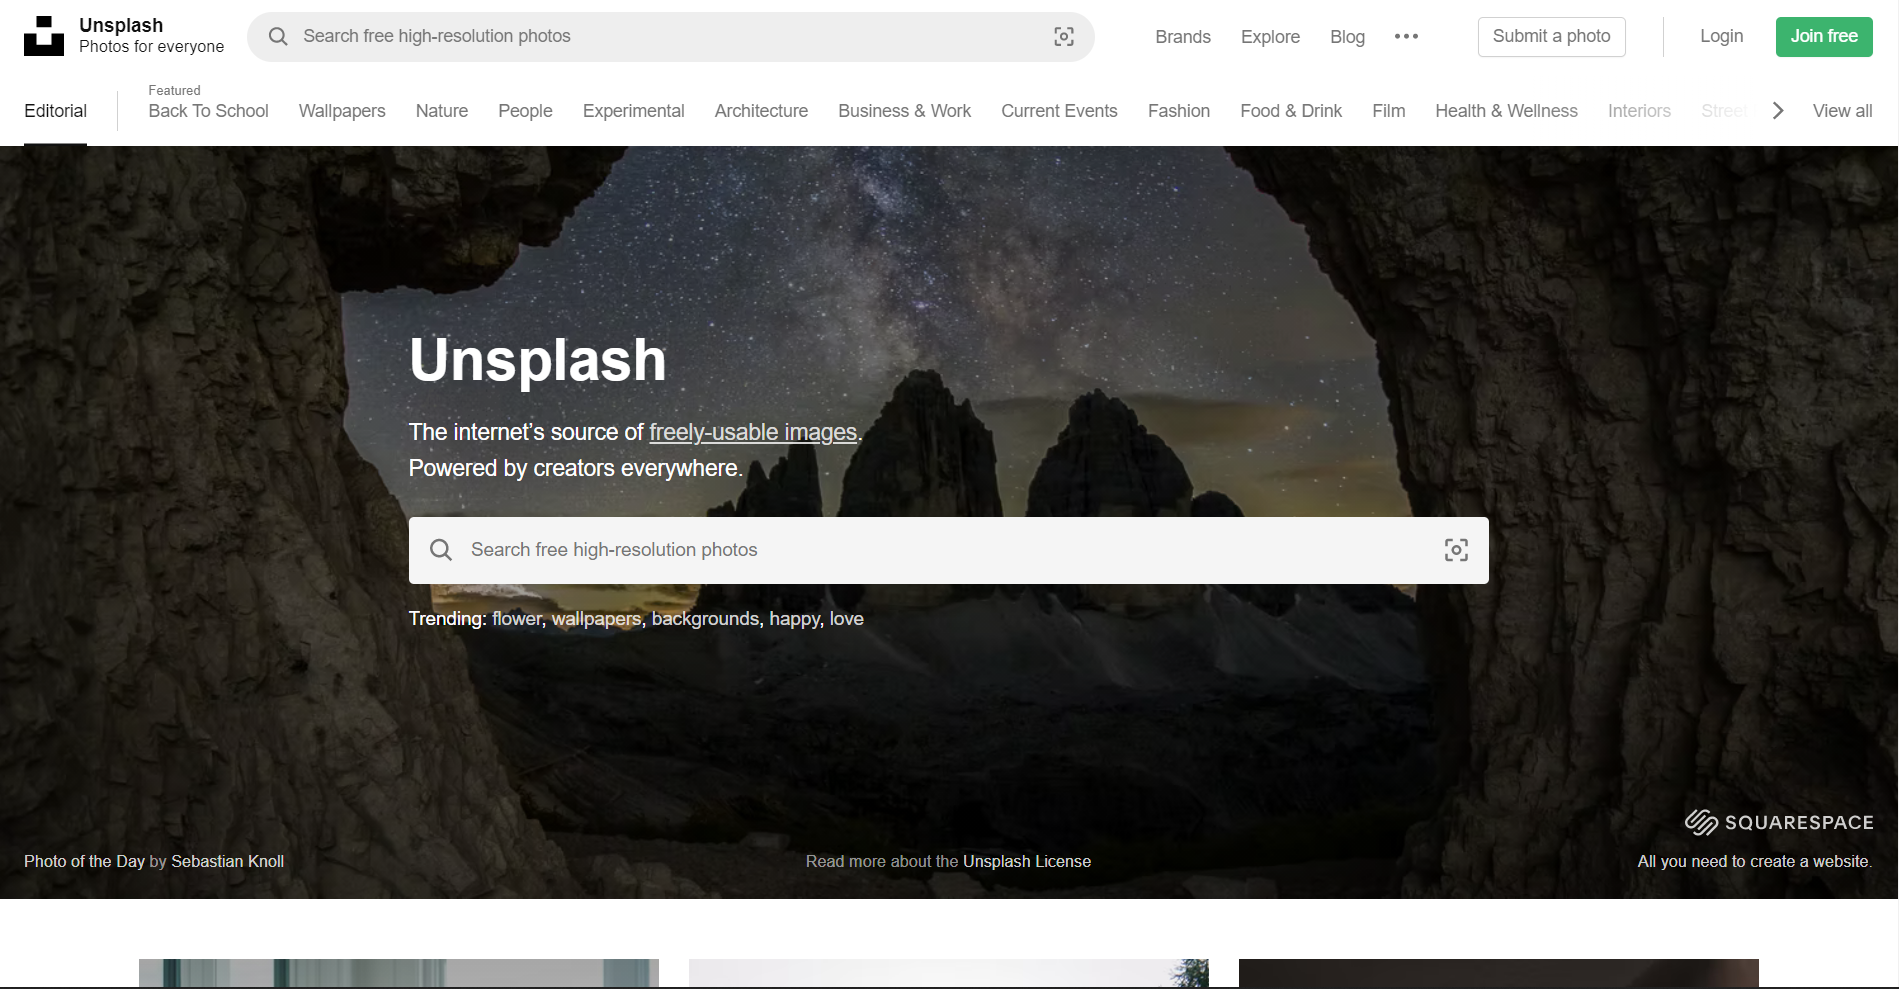 Unsplash
Photos for everyone
Search free high-resolution photos
Brands
Explore
Blog
Submit a photo
Login
Join free
Editorial
Featured
Back To School
Wallpapers
Nature
People
Experimental
Architecture
Business & Work
Current Events
Fashion
Food & Drink
Film
Health & Wellness
Interiors
Street
View all
Unsplash
The internet’s source of freely-usable images.
Powered by creators everywhere.
Search free high-resolution photos
Trending: flower, wallpapers, backgrounds, happy, love
SQUARESPACE
Photo of the Day by Sebastian Knoll
Read more about the Unsplash License
All you need to create a website.